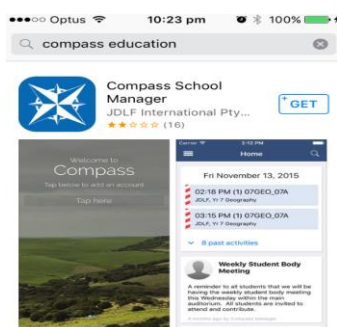 Optus 10:23 pm 100%
compass education
Compass School
Manager
JDLF International Pty...
(16)
GET
Welcome to
Compass
Tap below to add an account
Tap here
Carrier 2:12 PM
Home
Fri November 13, 2015
02:18 PM (1) 07GEO_07A
JDLF, Yr 7 Geography
03:15 PM (1) 07GEO_07A
JDLF, Yr 7 Geography
8 past activities
Weekly Student Body
Meeting
A reminder to all students that we will be
having the weekly student body meeting
this Wednesday within the main
auditorium. All students are invited to
attend and contribute.